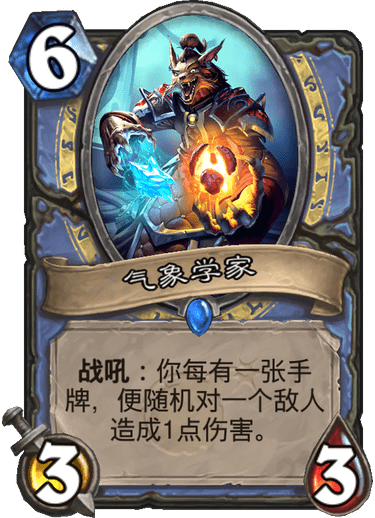 6
气象学家
战吼：你每有一张手
牌，便随机对一个敌人
造成1点伤害。
3
3